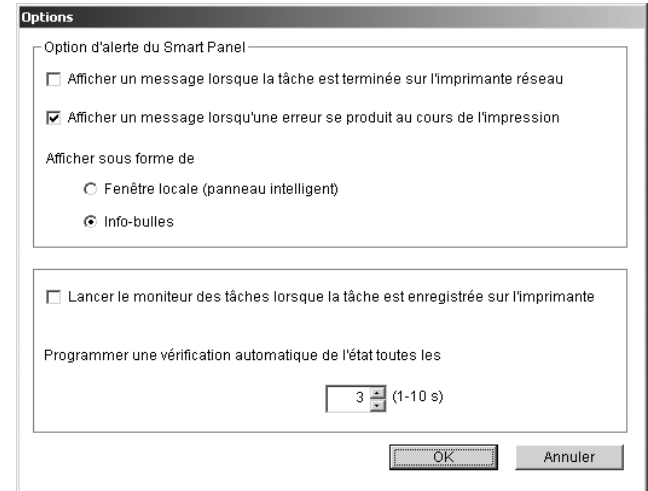 Options
Option d'alerte du Smart Panel
Afficher un message lorsque la tâche est terminée sur l'imprimante réseau
Afficher un message lorsqu'une erreur se produit au cours de l'impression
Afficher sous forme de
Fenêtre locale (panneau intelligent)
Info-bulles
Lancer le moniteur des tâches lorsque la tâche est enregistrée sur l'imprimante
Programmer une vérification automatique de l'état toutes les
3 (1-10 s)
OK Annuler